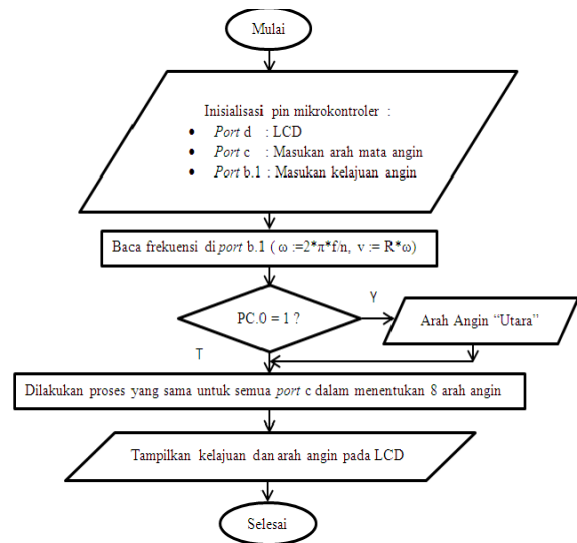 Mulai
Inisialisasi pin mikrokontroler :
• Port d : LCD
• Port c : Masukan arah mata angin
• Port b.1 : Masukan kelajuan angin
Baca frekuensi di port b.1 ( ω :=2*π*f/n, v := R*ω)
PC.0 = 1 ?
Y
Arah Angin “Utara”
T
Dilakukan proses yang sama untuk semua port c dalam menentukan 8 arah angin
Tampilkan kelajuan dan arah angin pada LCD
Selesai